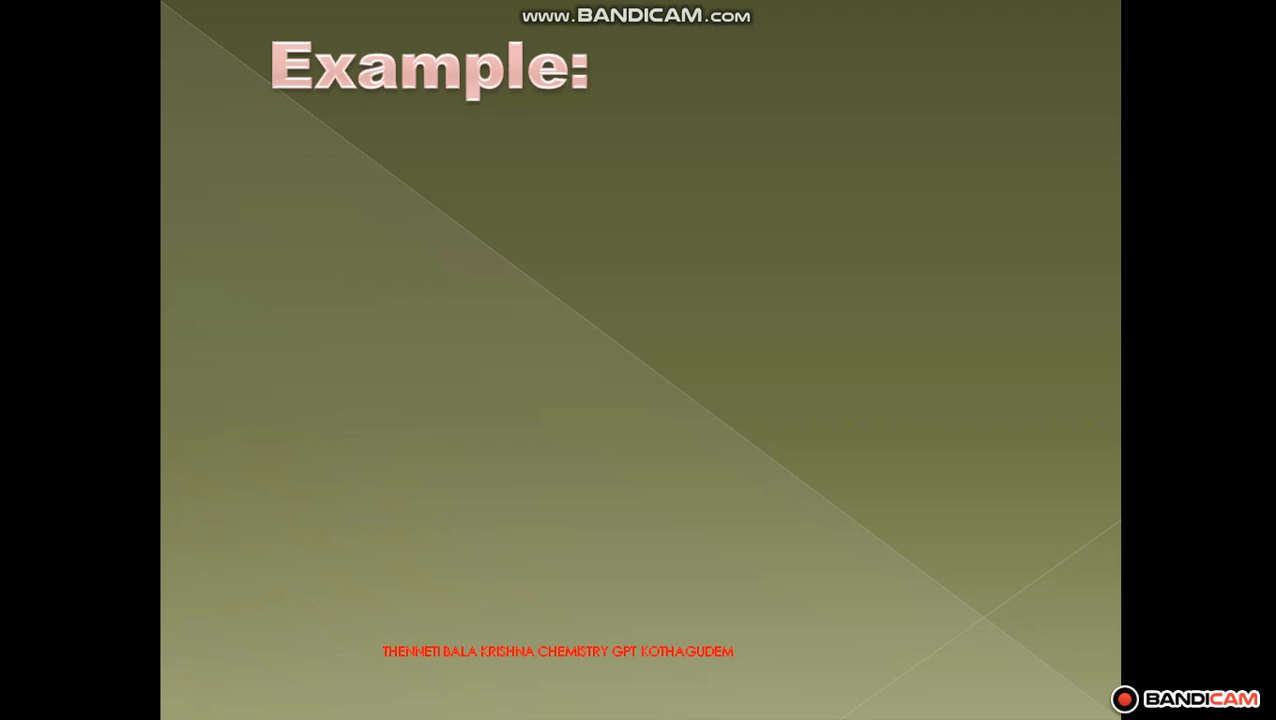 www.BANDICAM.com
Example:
THENNETI BALA KRISHNA CHEMISTRY GPT KOTHAGUDEM
BANDICAM